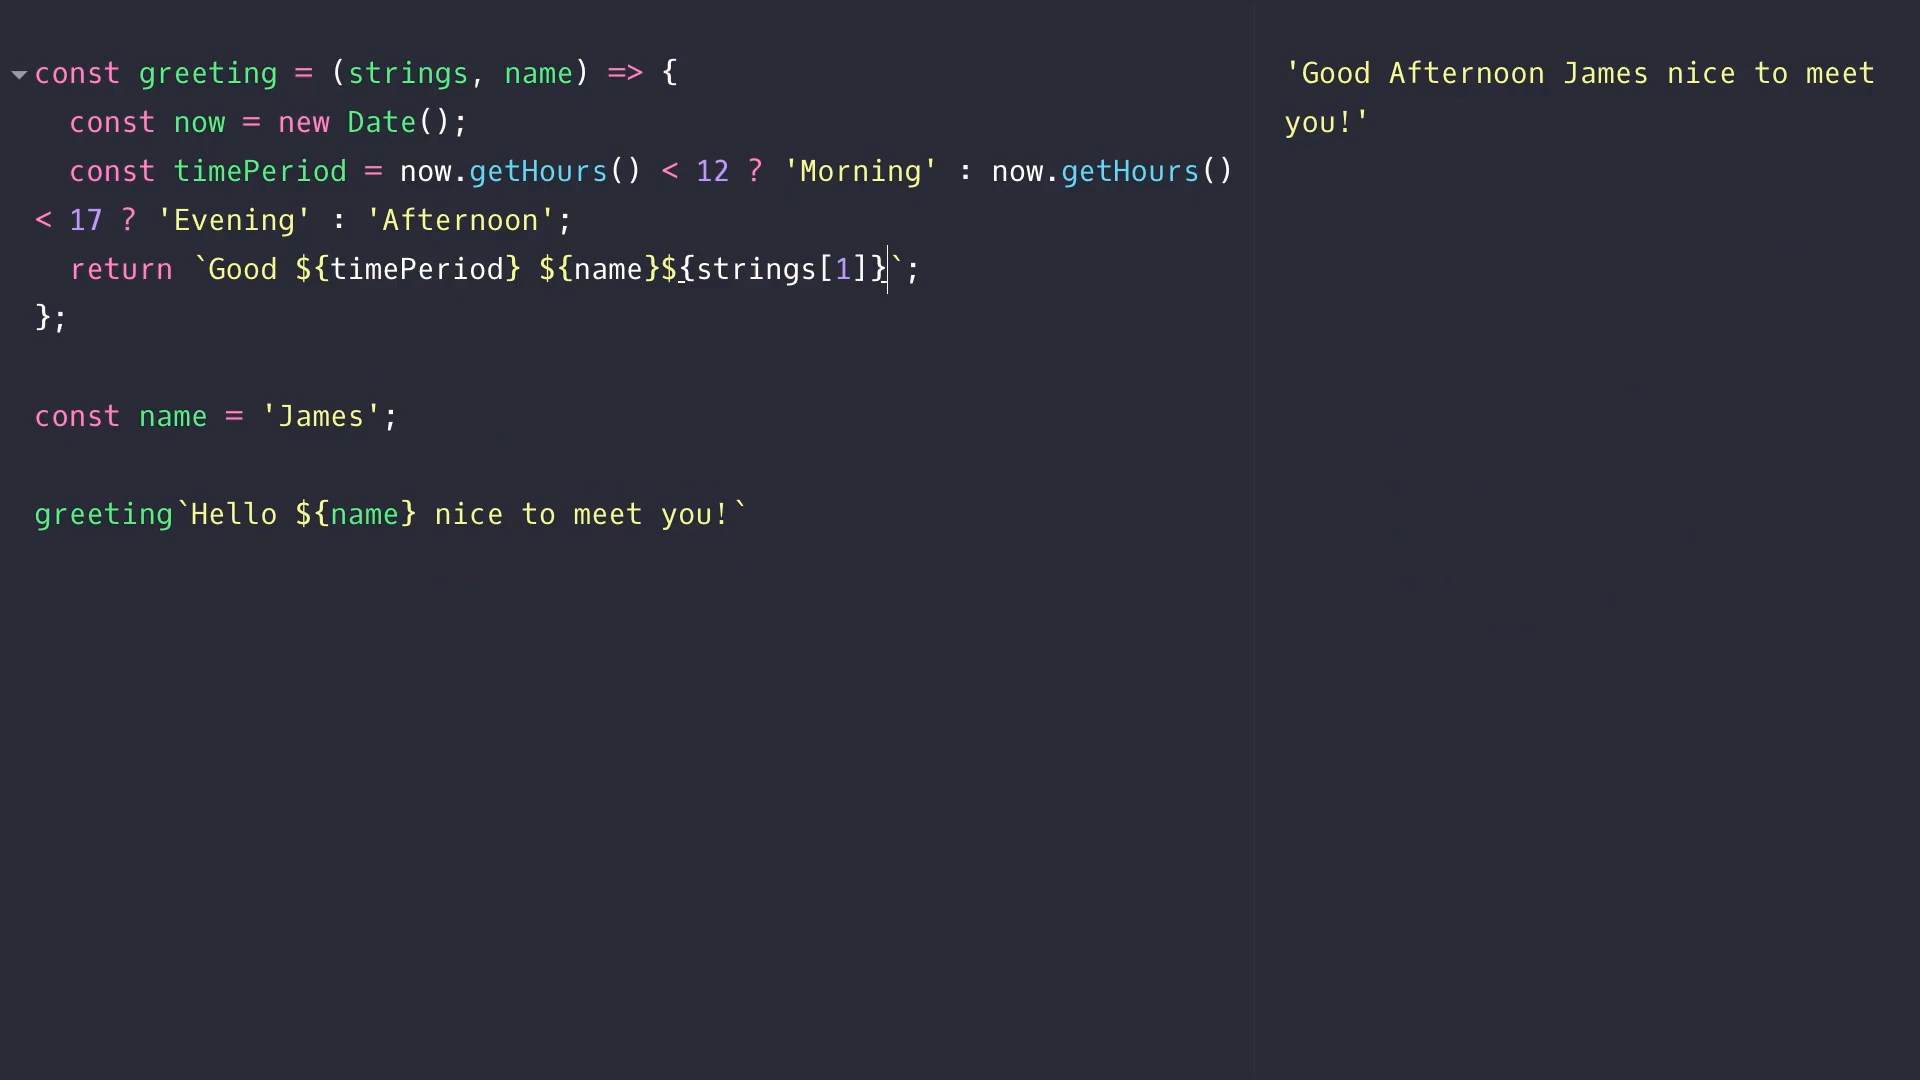 const greeting = (strings, name) => {
  const now = new Date();
  const timePeriod = now.getHours() < 12 ? 'Morning' : now.getHours()
< 17 ? 'Evening' : 'Afternoon';
  return `Good ${timePeriod} ${name}${strings[1]}`;
};
const name = 'James';
greeting`Hello ${name} nice to meet you!`
'Good Afternoon James nice to meet
you!'